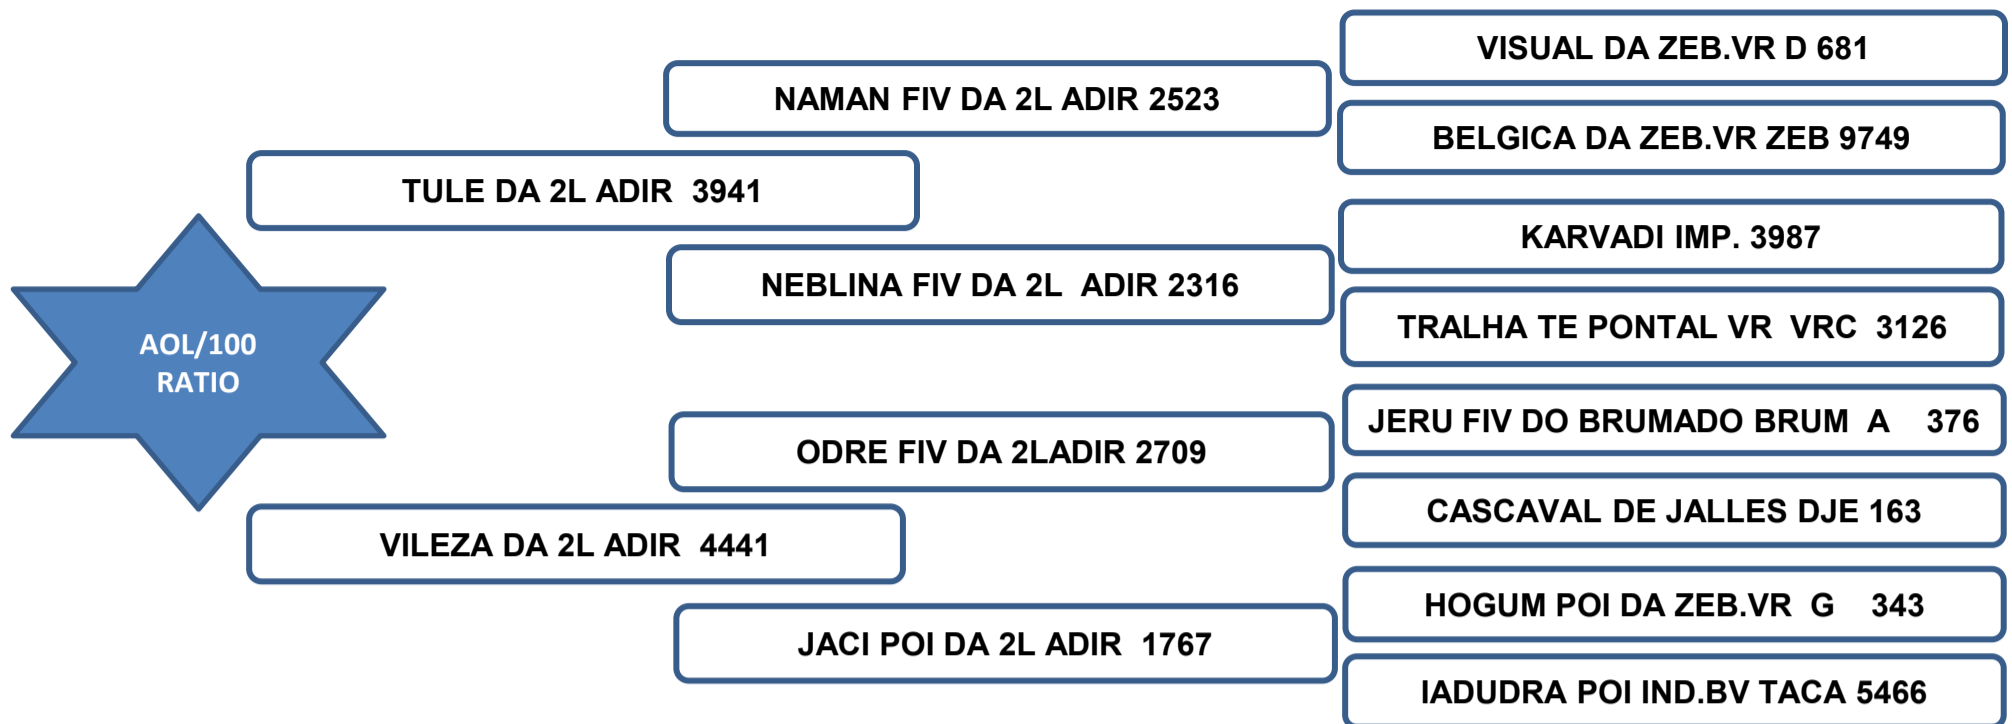 VISUAL DA ZEB.VR D 681
NAMAN FIV DA 2L ADIR 2523
BELGICA DA ZEB.VR ZEB 9749
TULE DA 2L ADIR  3941
KARVADI IMP. 3987
NEBLINA FIV DA 2L  ADIR 2316
TRALHA TE PONTAL VR  VRC  3126
AOL/100
RATIO
JERU FIV DO BRUMADO BRUM  A    376
ODRE FIV DA 2LADIR 2709
CASCAVAL DE JALLES DJE 163
VILEZA DA 2L ADIR  4441
HOGUM POI DA ZEB.VR  G    343
JACI POI DA 2L ADIR  1767
IADUDRA POI IND.BV TACA 5466